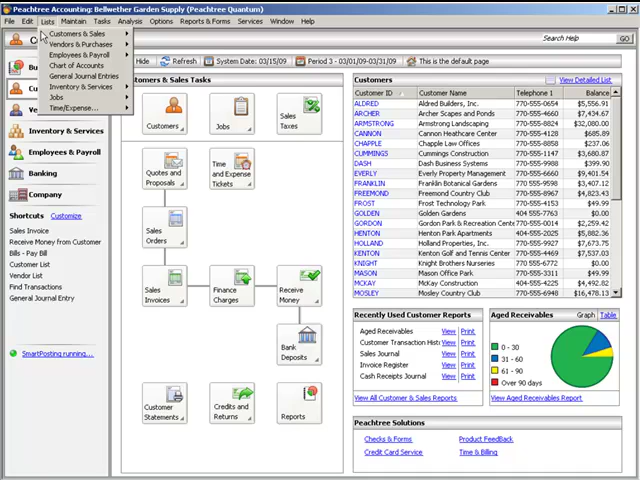 Peachtree Accounting: Bellwether Garden Supply (Peachtree Quantum)
File Edit Lists Maintain Tasks Analysis Options Reports & Forms Services Window Help
Search Help GO
Customers & Sales
Vendors & Purchases
Employees & Payroll
Chart of Accounts
General Journal Entries
Inventory & Services
Jobs
Time/Expense...
Hide Refresh System Date: 03/15/09 Period 3 - 03/01/09-03/31/09 This is the default page
Inventory & Services
Employees & Payroll
Banking
Company
Shortcuts Customize
Sales Invoice
Receive Money from Customer
Bills - Pay Bill
Customer List
Vendor List
Find Transactions
General Journal Entry
SmartPosting running...
& Sales Tasks
Customers
Jobs
Sales Taxes
Quotes and Proposals
Time and Expense Tickets
Sales Orders
Sales Invoices
Finance Charges
Receive Money
Bank Deposits
Customer Statements
Credits and Returns
Reports
Customers View Detailed List
Customer ID Customer Name Telephone 1 Balance
ALDRED Aldred Builders, Inc. 770-555-0654 $5,556.91
ARCHER Archer Scapes and Pond 770-555-4660 $7,434.67
ARMSTRONG Armstrong Landscaping 770-555-8824 $32,080.00
CANNON Cannon Heathcare Center 770-555-4128 $685.89
CHAPPLE Chapple Law Offices 770-555-8858 $237.06
CUMMINGS Cummings Construction 770-555-1147 $3,680.87
DASH Dash Business Systems 770-555-9988 $373.98
EVERLY Everly Property Management 770-555-6660 $9,401.54
FRANKLIN Franklin Botanical Gardens 770-555-9598 $3,407.12
FREEMOND Freemond Country Club 770-555-8967 $4,363.84
FROST Frost Technology Park 770-555-4153 $49.99
GOLDEN Golden Gardens 404 555-7763 $0.00
GORDON Gordon Park & Recreation Cente 770-555-0014 $2,259.42
HENTON Henton Park Apartments 770-555-2025 $5,882.36
HOLLAND Holland Properties, Inc. 770-555-9927 $7,673.75
KENTON Kenton Golf and Tennis Center 770-555-4439 $7,537.03
KNIGHT Knight Brothers Nurseries 404-555-6772 $0.00
MASON Mason Office Park 770-555-3311 $49.99
MCKAY McKay Construction 404-555-4225 $4,892.76
MOSLEY Mosley Country Club 404-555-6928 $16,478.13
Recently Used Customer Reports
Aged Receivables View Print
Customer Transaction Hist View Print
Sales Journal View Print
Invoice Register View Print
Cash Receipts Journal View Print
View All Customer & Sales Reports
Aged Receivables Graph Table
0 - 30
31 - 60
61 - 90
Over 90 days
View Aged Receivables Report
Peachtree Solutions
Checks & Forms Product FeedBack
Credit Card Service Time & Billing